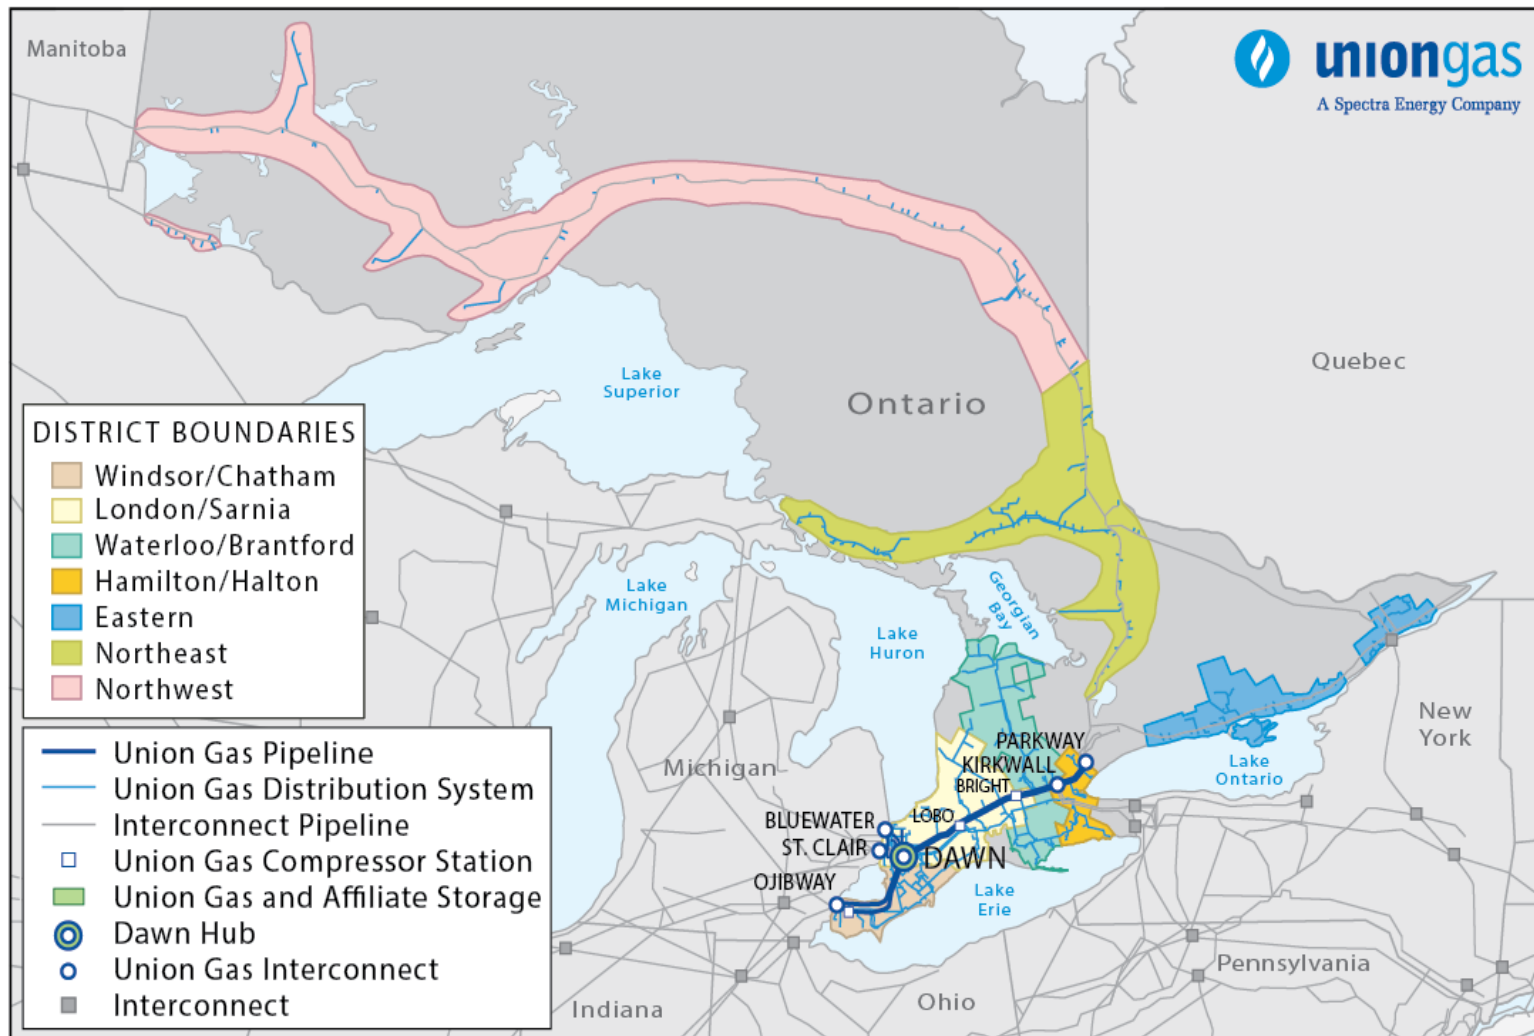 Manitoba
uniongas
A Spectra Energy Company
Quebec
Lake
Superior
Ontario
DISTRICT BOUNDARIES
Windsor/Chatham
London/Sarnia
Waterloo/Brantford
Hamilton/Halton
Eastern
Northeast
Northwest
Lake
Michigan
Georgian
Bay
Lake
Huron
New
York
PARKWAY
KIRKWALL
BRIGHT
Lake
Ontario
Michigan
LOBO
BLUEWATER
ST. CLAIR
DAWN
OJIBWAY
Lake
Erie
Union Gas Pipeline
Union Gas Distribution System
Interconnect Pipeline
Union Gas Compressor Station
Union Gas and Affiliate Storage
Dawn Hub
Union Gas Interconnect
Interconnect
Pennsylvania
Indiana
Ohio